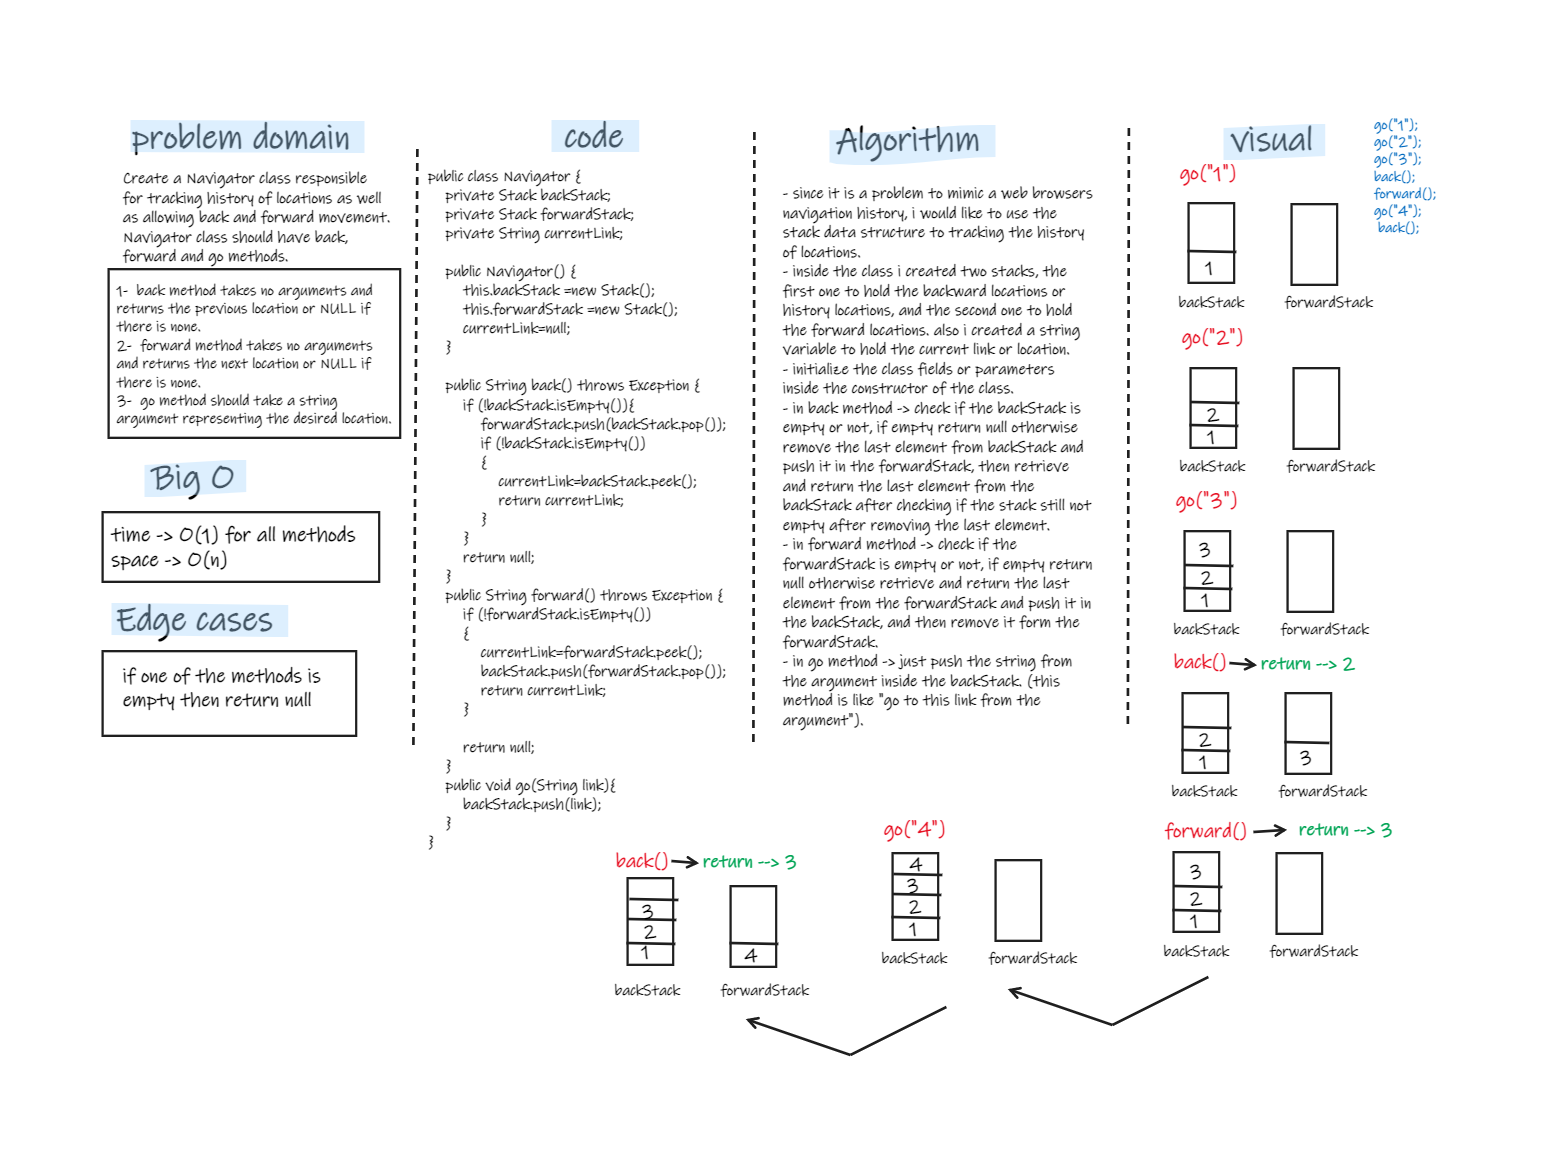 problem domain
Create a Navigator class responsible
for tracking history of locations as well
as allowing back and forward movement.
Navigator class should have back,
forward and go methods.
1- back method takes no arguments and
returns the previous location or NULL if
there is none.
2- forward method takes no arguments
and returns the next location or NULL if
there is none.
3- go method should take a string
argument representing the desired location.
Big O
time -> O(1) for all methods
space -> O(n)
Edge cases
if one of the methods is
empty then return null
code
public class Navigator {
private Stack backStack;
private Stack forwardStack;
private String currentLink;
public Navigator() {
this.backStack =new Stack();
this.forwardStack =new Stack();
currentLink=null;
}
public String back() throws Exception {
if (!backStack.isEmpty()){
forwardStack.push(backStack.pop());
if (!backStack.isEmpty())
{
currentLink=backStack.peek();
return currentLink;
}
}
return null;
}
public String forward() throws Exception {
if (!forwardStack.isEmpty())
{
currentLink=forwardStack.peek();
backStack.push(forwardStack.pop());
return currentLink;
}
return null;
}
public void go(String link){
backStack.push(link);
}
}
Algorithm
- since it is a problem to mimic a web browsers
navigation history, i would like to use the
stack data structure to tracking the history
of locations.
- inside the class i created two stacks, the
first one to hold the backward locations or
history locations, and the second one to hold
the forward locations. also i created a string
variable to hold the current link or location.
- initialize the class fields or parameters
inside the constructor of the class.
- in back method -> check if the backStack is
empty or not, if empty return null otherwise
remove the last element from backStack and
push it in the forwardStack, then retrieve
and return the last element from the
backStack after checking if the stack still not
empty after removing the last element.
- in forward method -> check if the
forwardStack is empty or not, if empty return
null otherwise retrieve and return the last
element from the forwardStack and push it in
the backStack, and then remove it form the
forwardStack.
- in go method -> just push the string from
the argument inside the backStack. (this
method is like "go to this link from the
argument").
visual
go("1");
go("2");
go("3");
back();
forward();
go("4");
back();
go("1")
1
backStack forwardStack
go("2")
2
1
backStack forwardStack
go("3")
3
2
1
backStack forwardStack
back() return --> 2
2
1
3
backStack forwardStack
forward() return --> 3
3
2
1
backStack forwardStack
go("4")
4
3
2
1
backStack forwardStack
back() return --> 3
3
2
1
4
backStack forwardStack